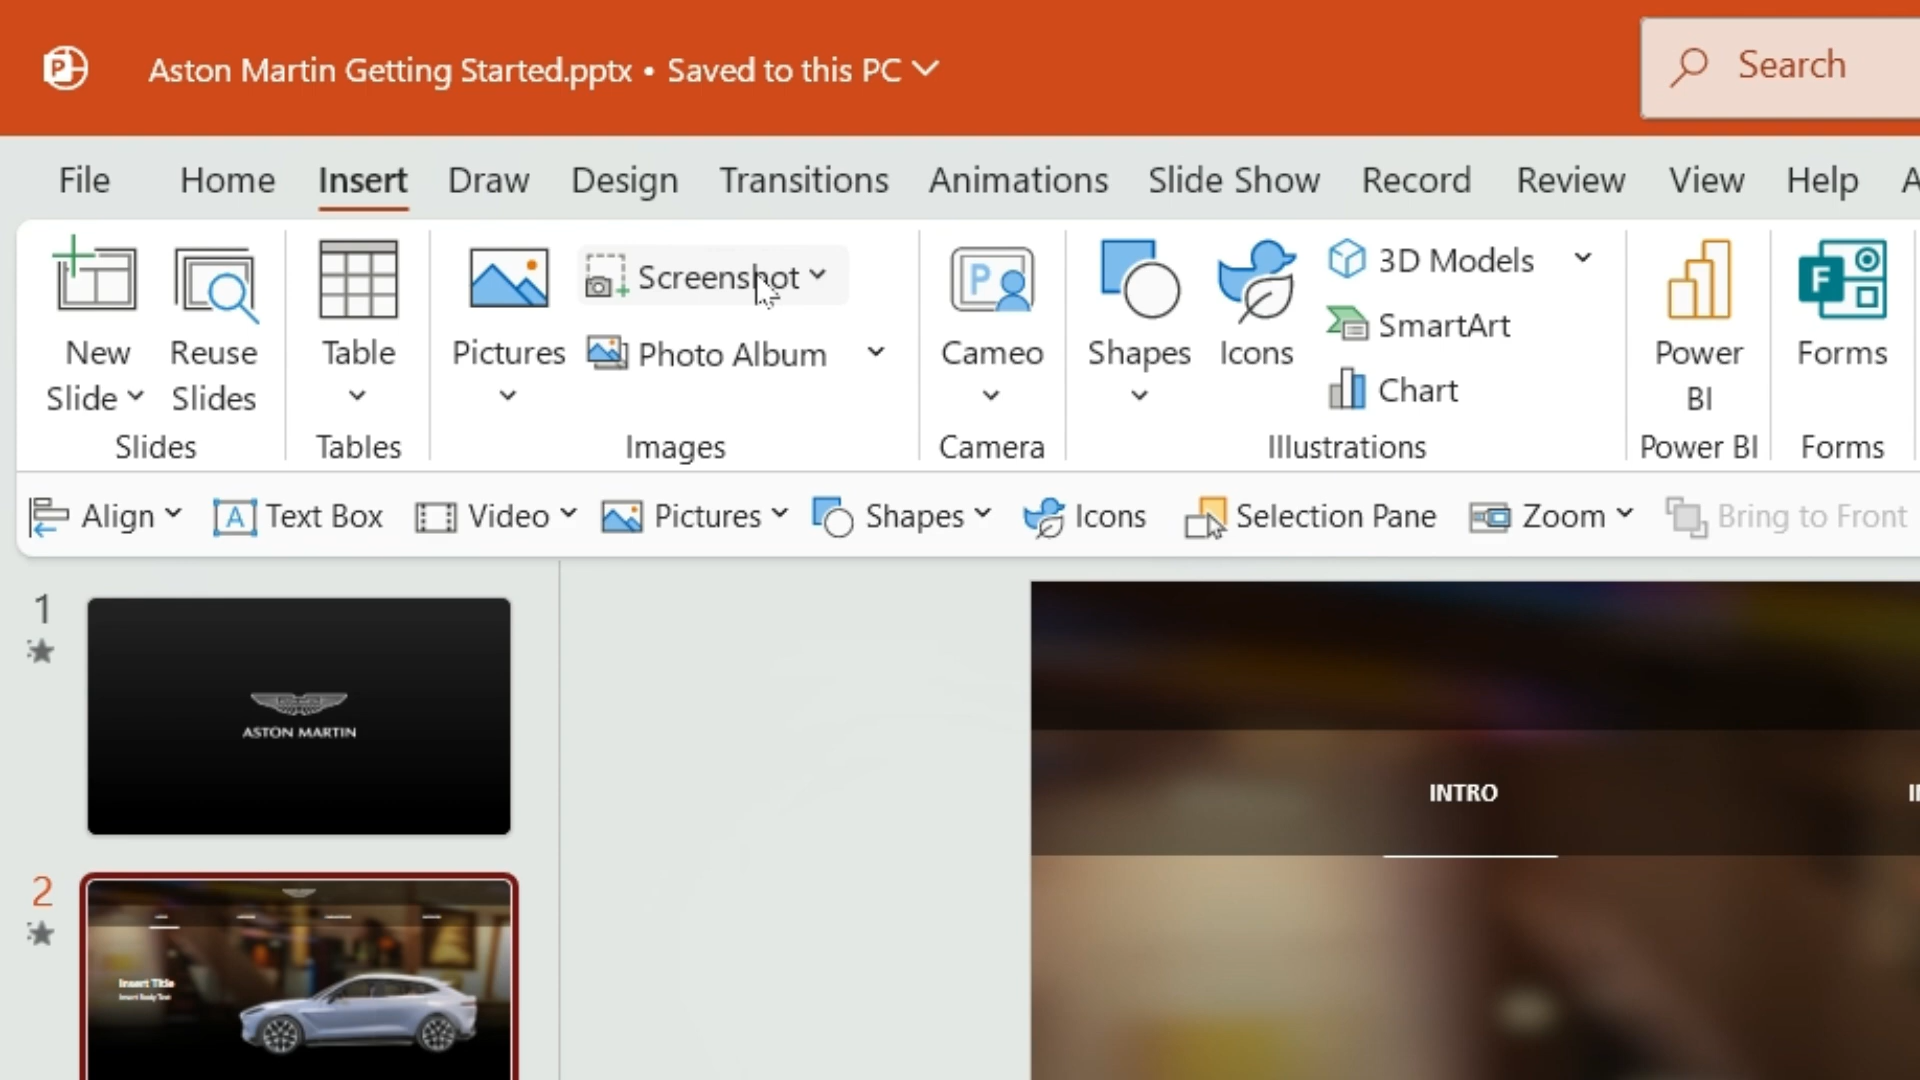 Aston Martin Getting Started.pptx • Saved to this PC
Search
File Home Insert Draw Design Transitions Animations Slide Show Record Review View Help
New Slide
Reuse Slides
Slides
Table
Tables
Pictures
Screenshot
Photo Album
Images
Cameo
Camera
Shapes
Icons
3D Models
SmartArt
Chart
Illustrations
Power BI
Power BI
Forms
Forms
Align Text Box Video Pictures Shapes Icons Selection Pane Zoom Bring to Front
1
ASTON MARTIN
2
Insert Title
Insert Body Text
INTRO